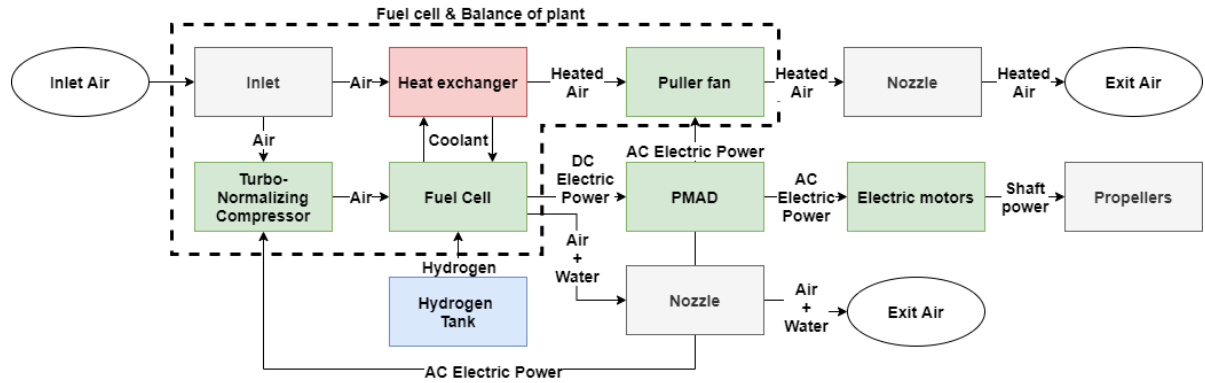 Fuel cell & Balance of plant
Inlet Air
Inlet
Air
Heat exchanger
Heated
Air
Puller fan
Heated
Air
Nozzle
Heated
Air
Exit Air
Air
Coolant
AC Electric Power
Turbo-
Normalizing
Compressor
Air
Fuel Cell
DC
Electric
Power
PMAD
AC
Electric
Power
Electric motors
Shaft
power
Propellers
Air
+
Water
Hydrogen
Hydrogen
Tank
Nozzle
Air
+
Water
Exit Air
AC Electric Power